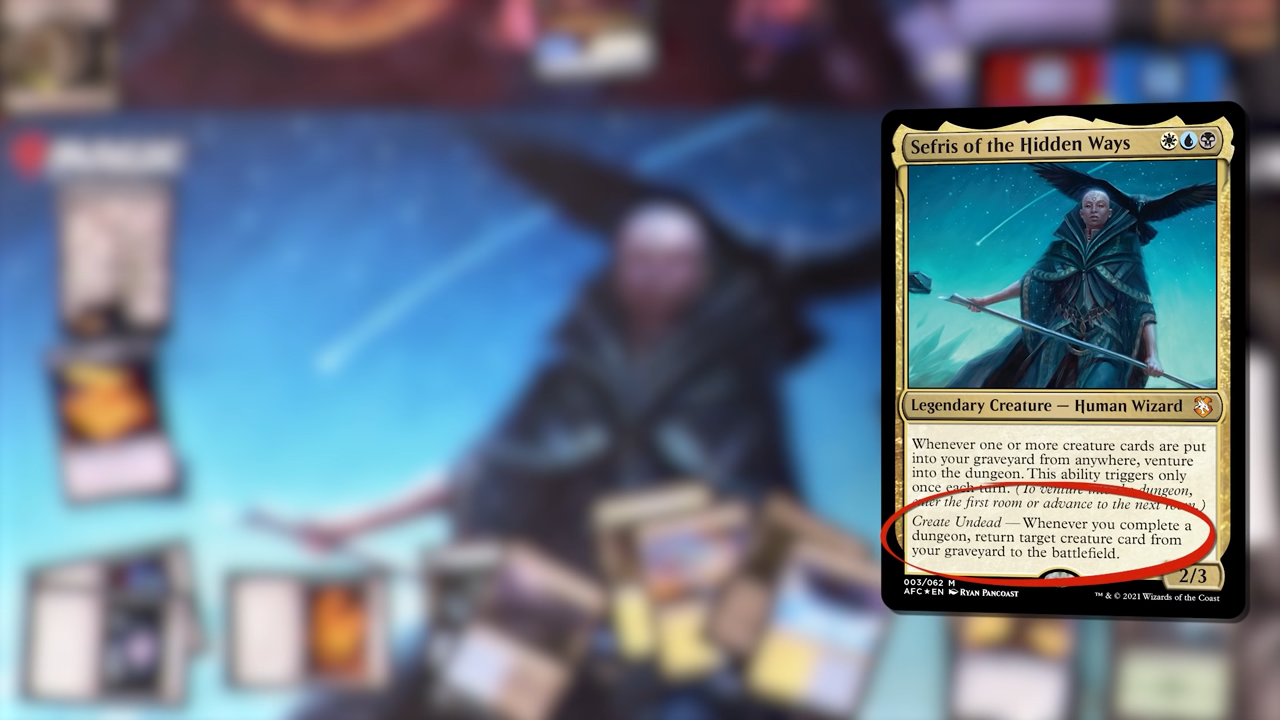 Sefris of the Hidden Ways
Legendary Creature — Human Wizard
Whenever one or more creature cards are put
into your graveyard from anywhere, venture
into the dungeon. This ability triggers only
once each turn. (To venture into the dungeon,
enter the first room or advance to the next room.)
Create Undead — Whenever you complete a
dungeon, return target creature card from
your graveyard to the battlefield.
2/3
003/062 M
AFC★EN Ryan Pancoast
™ & © 2021 Wizards of the Coast